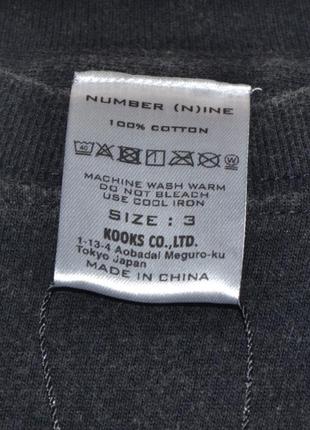 NUMBER (N)INE
100% COTTON
40 W
MACHINE WASH WARM
DO NOT BLEACH
USE COOL IRON
SIZE : 3
KOOKS CO.,LTD.
1-13-4 Aobadai Meguro-ku
Tokyo Japan
MADE IN CHINA